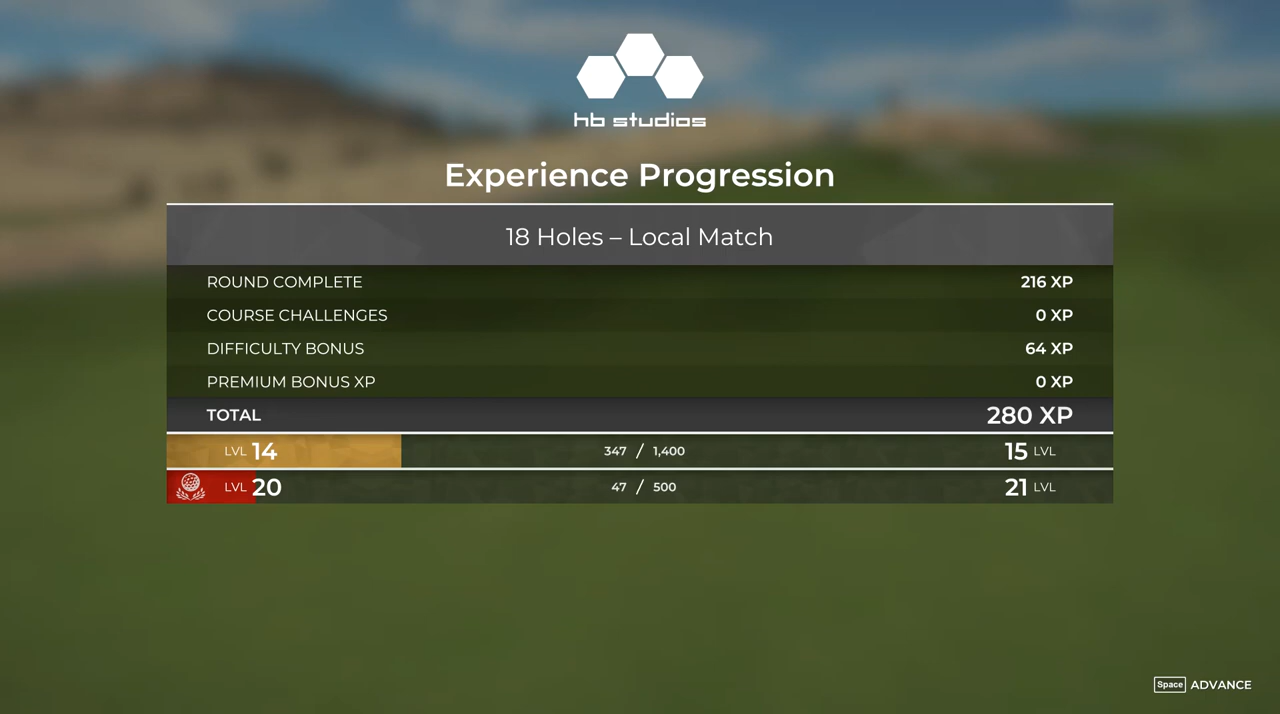 hb studios
Experience Progression
18 Holes – Local Match
ROUND COMPLETE 216 XP
COURSE CHALLENGES 0 XP
DIFFICULTY BONUS 64 XP
PREMIUM BONUS XP 0 XP
TOTAL 280 XP
LVL 14 347 / 1,400 15 LVL
LVL 20 47 / 500 21 LVL
Space ADVANCE